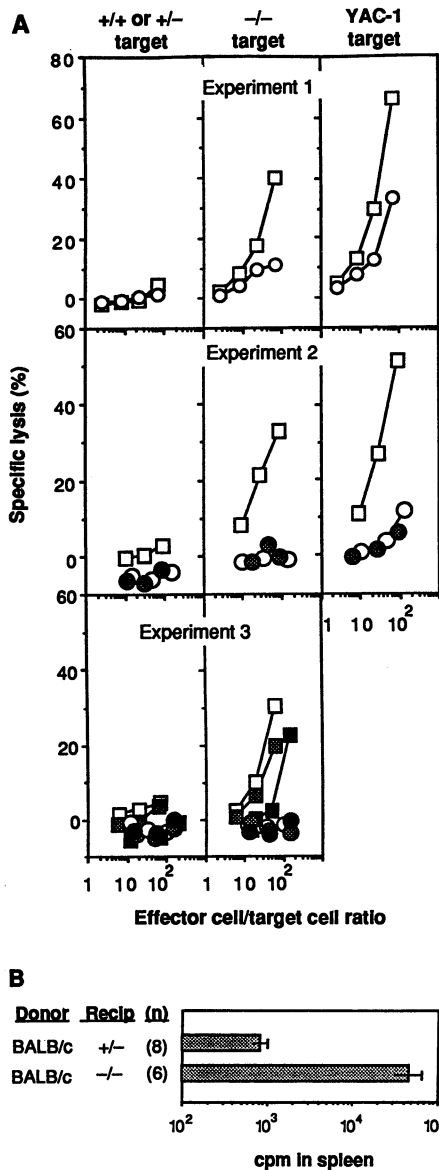 A
+/+ or +/– –/– YAC-1
target target target
80
Experiment 1
60
40
20
0
60
Experiment 2
40
20
0
60
1 10 10²
Experiment 3
40
20
0
1 10 10² 1 10 10²
Specific lysis (%)
Effector cell/target cell ratio
B
Donor Recip (n)
BALB/c +/– (8)
BALB/c –/– (6)
10² 10³ 10⁴ 10
cpm in spleen